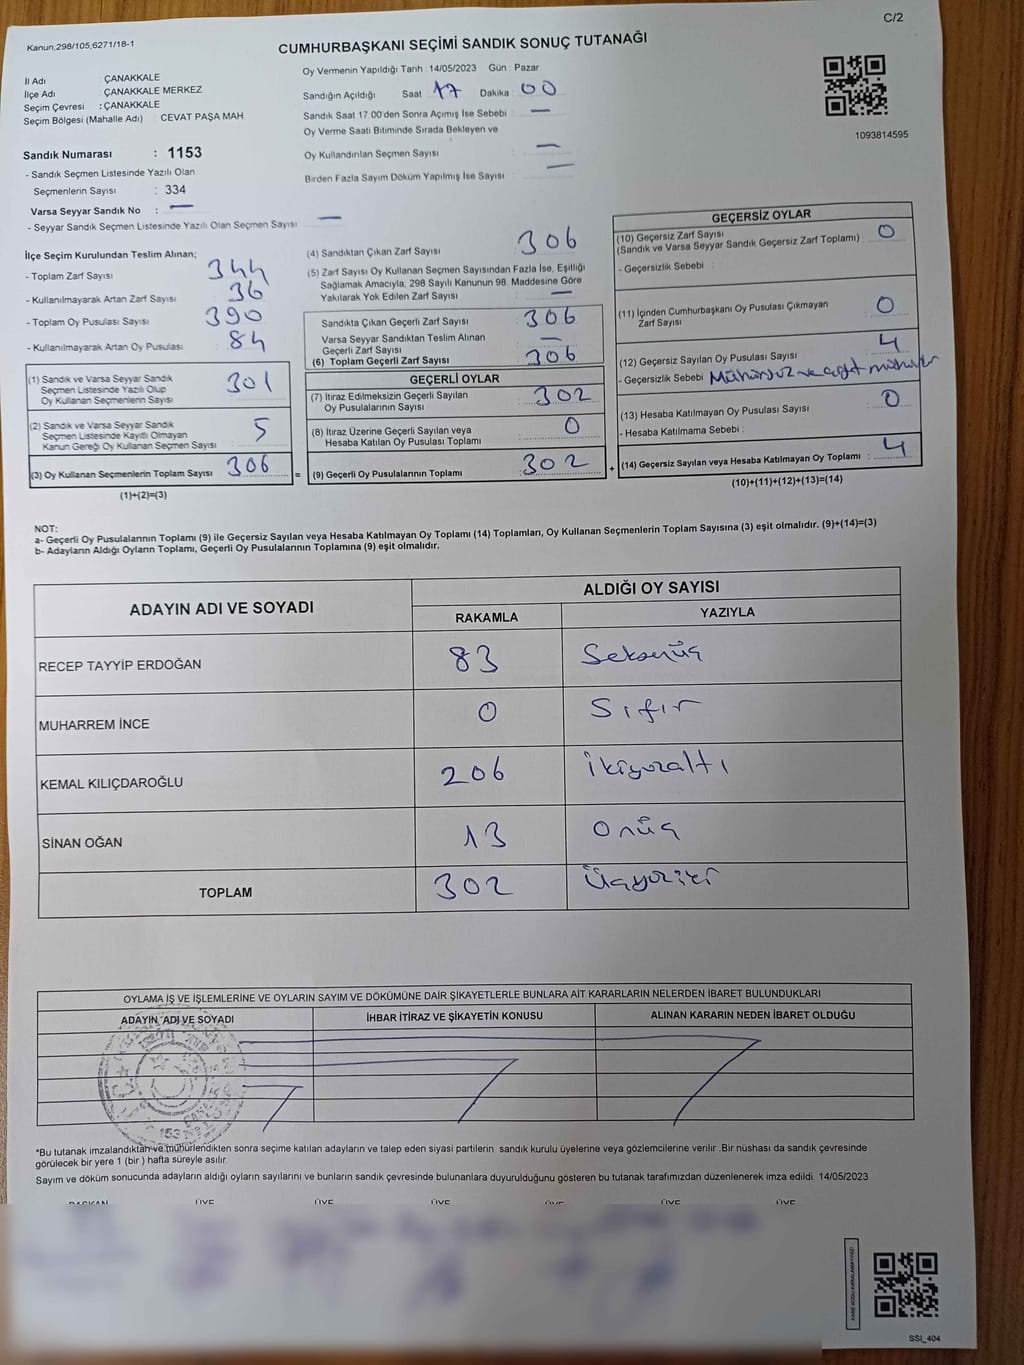 C/2
Kanun,298/105,6271/18-1
CUMHURBAŞKANI SEÇİMİ SANDIK SONUÇ TUTANAĞI
İl Adı ÇANAKKALE
İlçe Adı : ÇANAKKALE MERKEZ
Seçim Çevresi : ÇANAKKALE
Seçim Bölgesi (Mahalle Adı) CEVAT PAŞA MAH
Sandık Numarası : 1153
- Sandık Seçmen Listesinde Yazılı Olan
Seçmenlerin Sayısı : 334
Varsa Seyyar Sandık No : —
- Seyyar Sandık Seçmen Listesinde Yazılı Olan Seçmen Sayısı —
Oy Vermenin Yapıldığı Tarih :14/05/2023 Gün : Pazar
Sandığın Açıldığı Saat 17 Dakika 00
Sandık Saat 17:00'den Sonra Açımış İse Sebebi : —
Oy Verme Saati Bitiminde Sırada Bekleyen ve
Oy Kullandırılan Seçmen Sayısı : —
Birden Fazla Sayım Döküm Yapılmış İse Sayısı : —
1093814595
İlçe Seçim Kurulundan Teslim Alınan;
- Toplam Zarf Sayısı : 344
- Kullanılmayarak Artan Zarf Sayısı : 36
- Toplam Oy Pusulası Sayısı : 390
- Kullanılmayarak Artan Oy Pusulası : 84
(1) Sandık ve Varsa Seyyar Sandık
Seçmen Listesinde Yazılı Olup
Oy Kullanan Seçmenlerin Sayısı : 301
(2) Sandık ve Varsa Seyyar Sandık
Seçmen Listesinde Kayıtlı Olmayan
Kanun Gereği Oy Kullanan Seçmen Sayısı : 5
(3) Oy Kullanan Seçmenlerin Toplam Sayısı : 306
(1)+(2)=(3)
(4) Sandıktan Çıkan Zarf Sayısı : 306
(5) Zarf Sayısı Oy Kullanan Seçmen Sayısından Fazla İse, Eşitliği
Sağlamak Amacıyla, 298 Sayılı Kanunun 98. Maddesine Göre
Yakılarak Yok Edilen Zarf Sayısı : —
Sandıkta Çıkan Geçerli Zarf Sayısı : 306
Varsa Seyyar Sandıktan Teslim Alınan
Geçerli Zarf Sayısı : —
(6) Toplam Geçerli Zarf Sayısı : 306
GEÇERLİ OYLAR
(7) İtiraz Edilmeksizin Geçerli Sayılan
Oy Pusulalarının Sayısı : 302
(8) İtiraz Üzerine Geçerli Sayılan veya
Hesaba Katılan Oy Pusulası Toplamı : 0
= (9) Geçerli Oy Pusulalarının Toplamı : 302
GEÇERSİZ OYLAR
(10) Geçersiz Zarf Sayısı
(Sandık ve Varsa Seyyar Sandık Geçersiz Zarf Toplamı) : 0
- Geçersizlik Sebebi :
(11) İçinden Cumhurbaşkanı Oy Pusulası Çıkmayan
Zarf Sayısı : 0
(12) Geçersiz Sayılan Oy Pusulası Sayısı : 4
- Geçersizlik Sebebi : Mühürsüz ve
(13) Hesaba Katılmayan Oy Pusulası Sayısı : 0
- Hesaba Katılmama Sebebi :
+ (14) Geçersiz Sayılan veya Hesaba Katılmayan Oy Toplamı : 4
(10)+(11)+(12)+(13)=(14)
NOT:
a- Geçerli Oy Pusulalarının Toplamı (9) ile Geçersiz Sayılan veya Hesaba Katılmayan Oy Toplamı (14) Toplamları, Oy Kullanan Seçmenlerin Toplam Sayısına (3) eşit olmalıdır. (9)+(14)=(3)
b- Adayların Aldığı Oyların Toplamı, Geçerli Oy Pusulalarının Toplamına (9) eşit olmalıdır.
ADAYIN ADI VE SOYADI ALDIĞI OY SAYISI
RAKAMLA YAZIYLA
RECEP TAYYİP ERDOĞAN 83 Seksenüç
MUHARREM İNCE 0 Sıfır
KEMAL KILIÇDAROĞLU 206 İkiyüzaltı
SİNAN OĞAN 13 Onüç
TOPLAM 302 Üçyüziki
OYLAMA İŞ VE İŞLEMLERİNE VE OYLARIN SAYIM VE DÖKÜMÜNE DAİR ŞİKAYETLERLE BUNLARA AİT KARARLARIN NELERDEN İBARET BULUNDUKLARI
ADAYIN ADI VE SOYADI İHBAR İTİRAZ VE ŞİKAYETİN KONUSU ALINAN KARARIN NEDEN İBARET OLDUĞU
*Bu tutanak imzalandıktan ve mühürlendikten sonra seçime katılan adayların ve talep eden siyasi partilerin sandık kurulu üyelerine veya gözlemcilerine verilir. Bir nüshası da sandık çevresinde
görülecek bir yere 1 (bir ) hafta süreyle asılır.
Sayım ve döküm sonucunda adayların aldığı oyların sayılarını ve bunların sandık çevresinde bulunanlara duyurulduğunu gösteren bu tutanak tarafımızdan düzenlenerek imza edildi. 14/05/2023
BAŞKAN ÜYE ÜYE ÜYE ÜYE ÜYE ÜYE
SSI_404